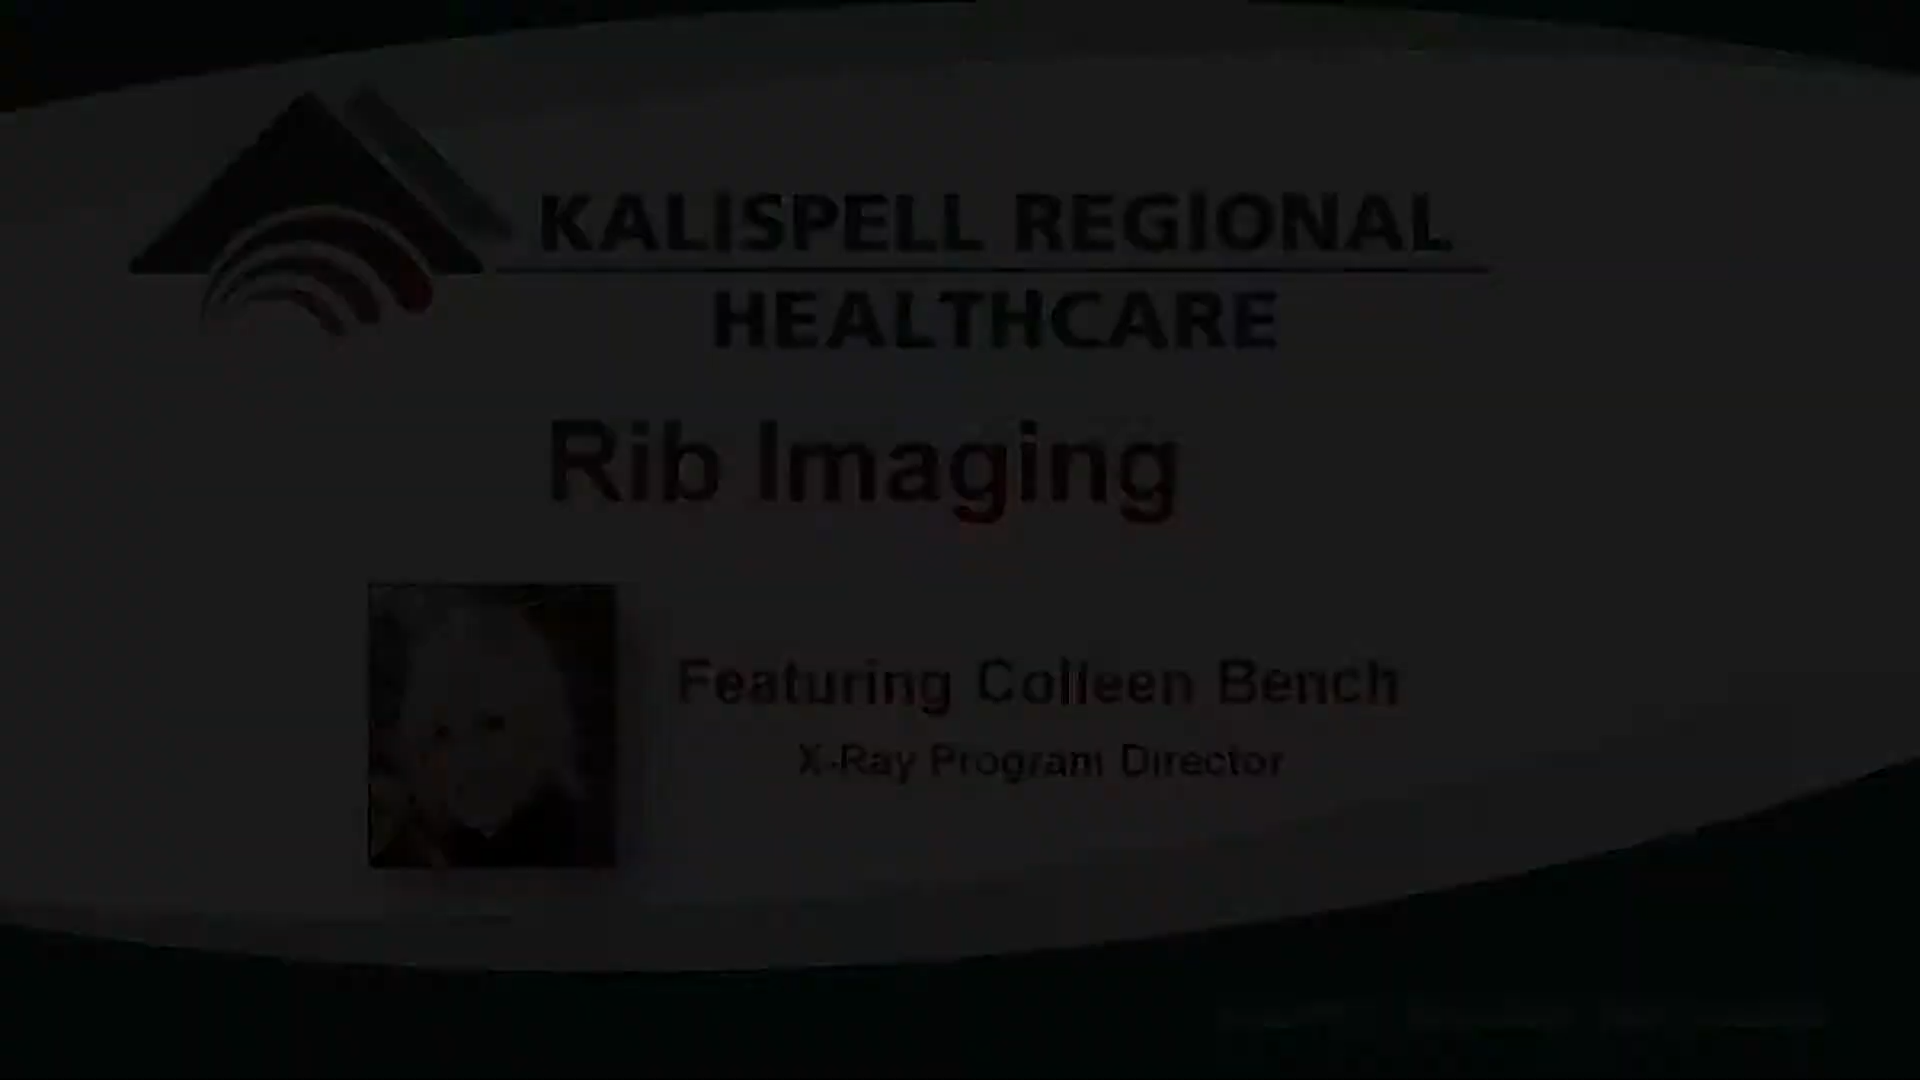 KALISPELL REGIONAL
HEALTHCARE
Rib Imaging
Featuring Colleen Bench
X-Ray Program Director